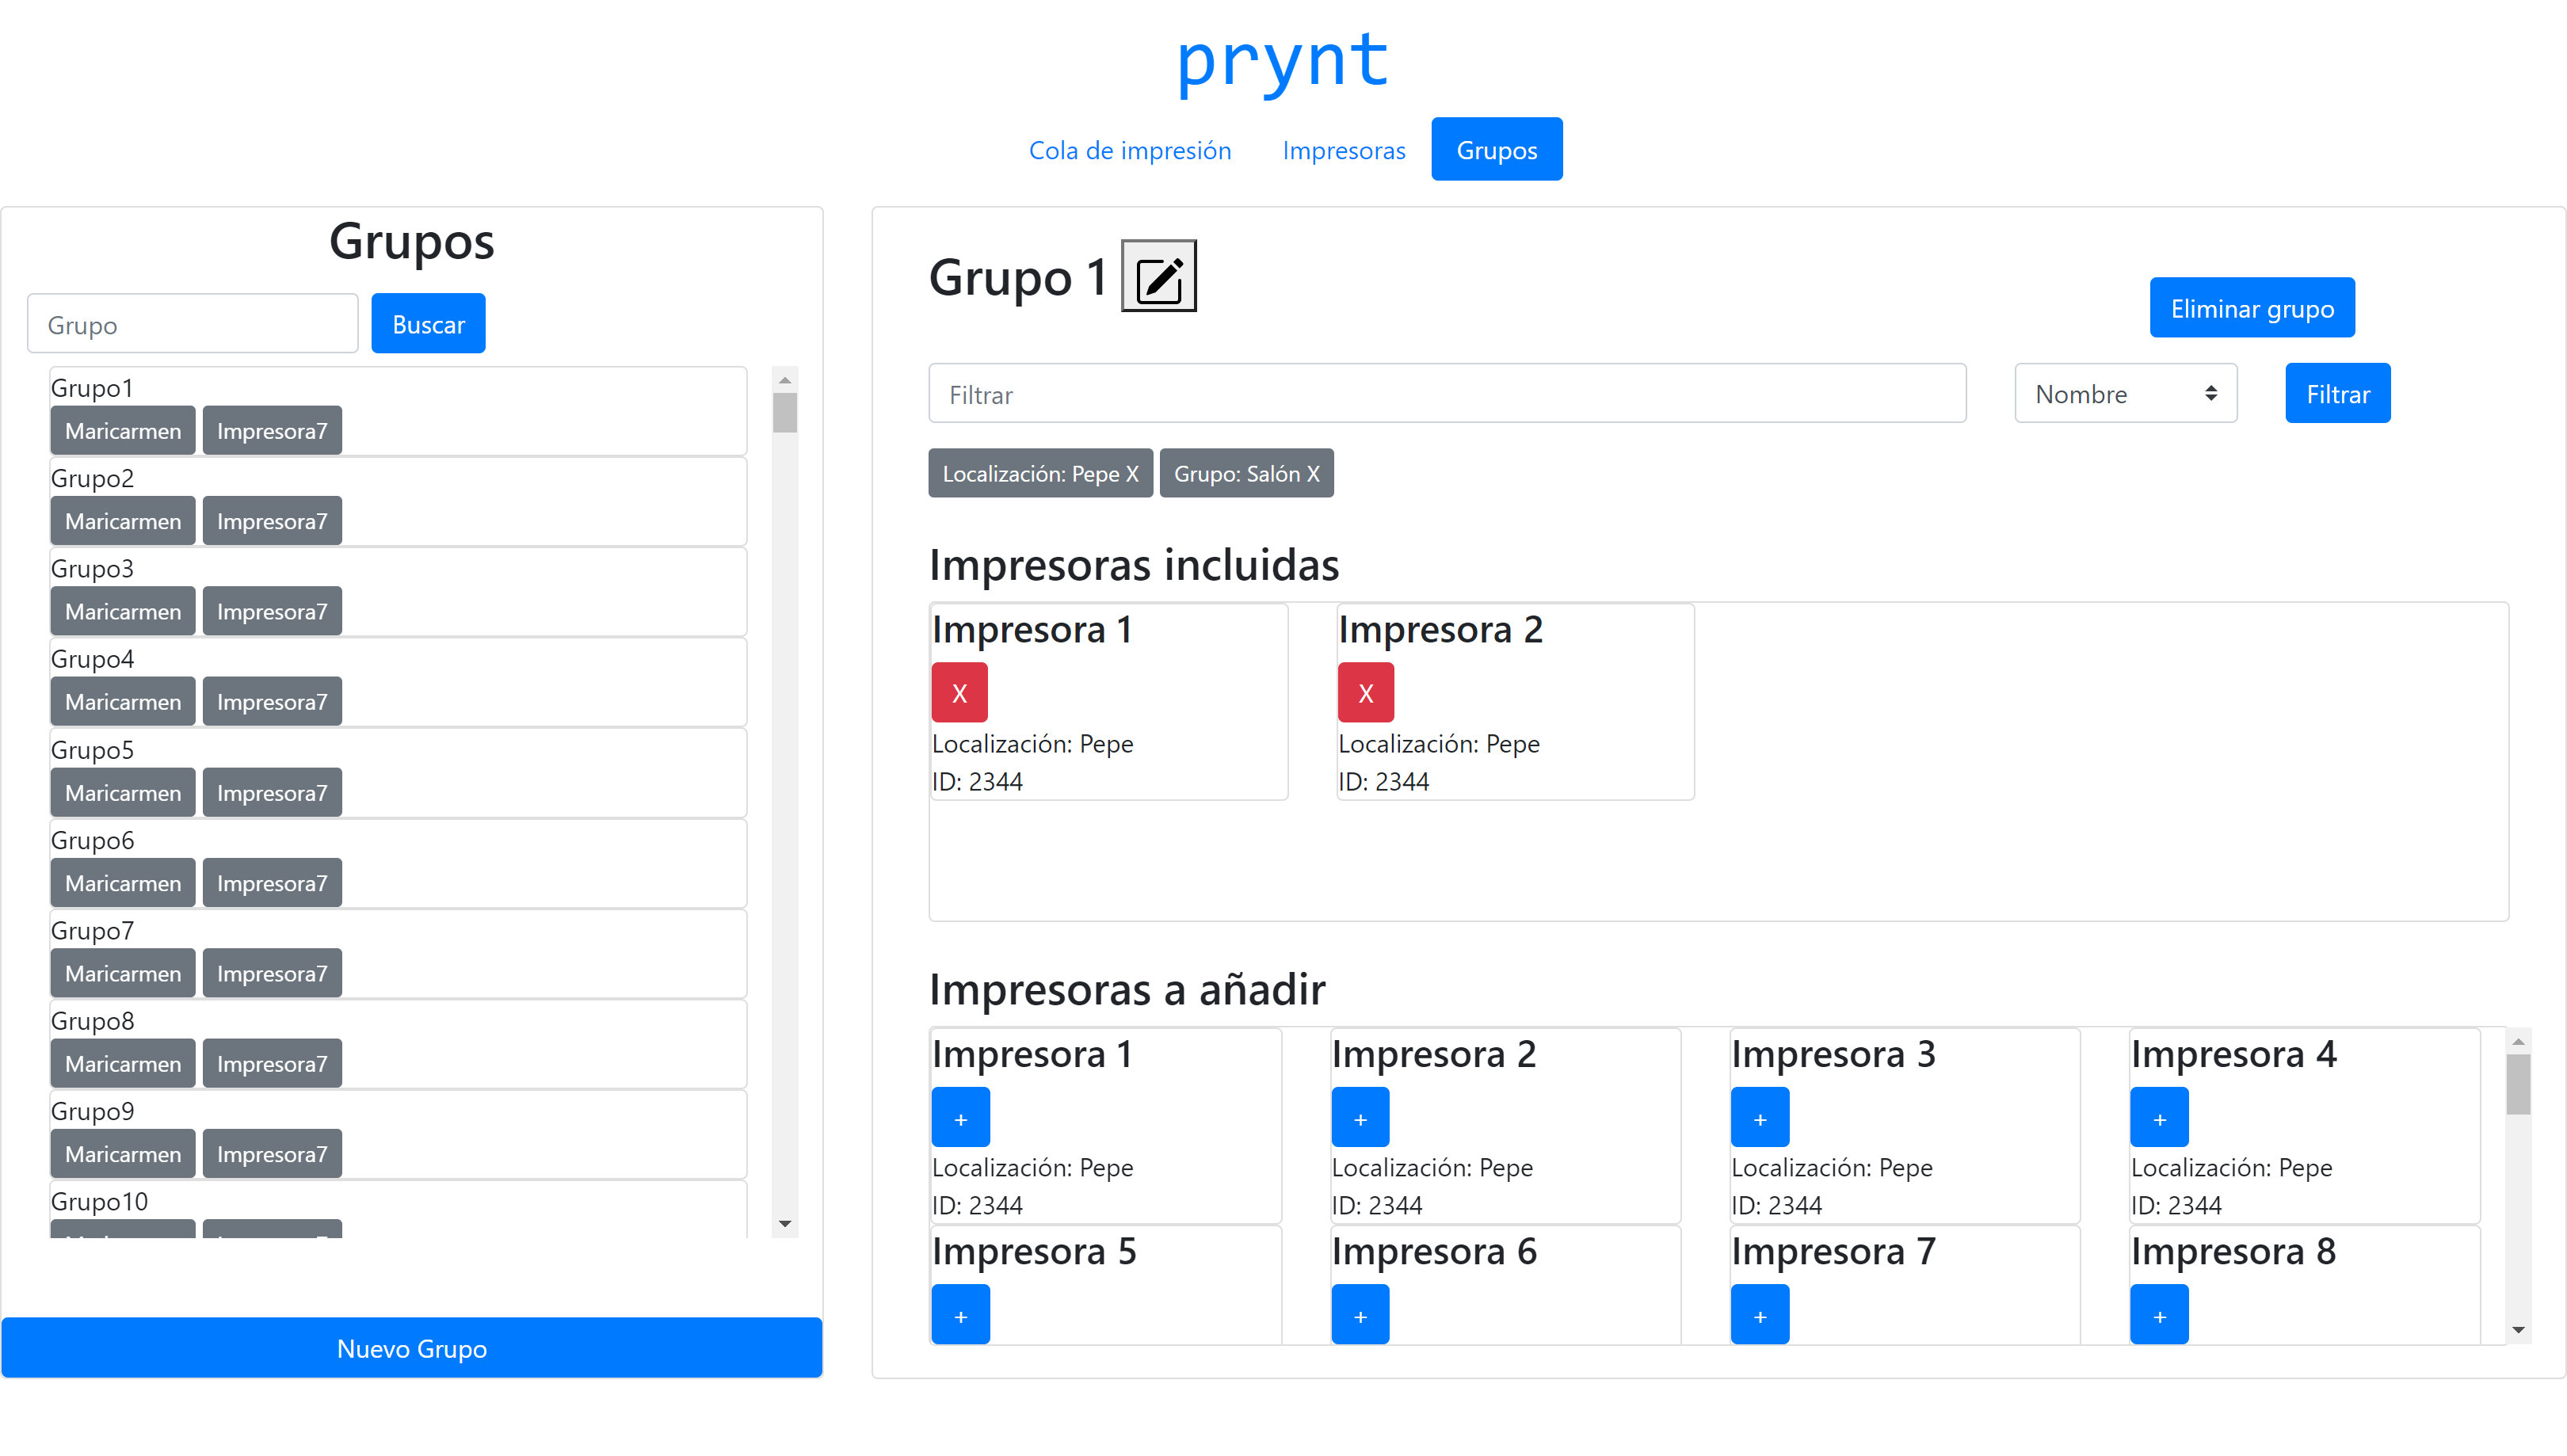 prynt
Cola de impresión Impresoras Grupos
Grupos
Grupo Buscar
Grupo1
Maricarmen Impresora7
Grupo2
Maricarmen Impresora7
Grupo3
Maricarmen Impresora7
Grupo4
Maricarmen Impresora7
Grupo5
Maricarmen Impresora7
Grupo6
Maricarmen Impresora7
Grupo7
Maricarmen Impresora7
Grupo8
Maricarmen Impresora7
Grupo9
Maricarmen Impresora7
Grupo10
Nuevo Grupo
Grupo 1
Eliminar grupo
Filtrar Nombre Filtrar
Localización: Pepe X Grupo: Salón X
Impresoras incluidas
Impresora 1
X
Localización: Pepe
ID: 2344
Impresora 2
X
Localización: Pepe
ID: 2344
Impresoras a añadir
Impresora 1
+
Localización: Pepe
ID: 2344
Impresora 2
+
Localización: Pepe
ID: 2344
Impresora 3
+
Localización: Pepe
ID: 2344
Impresora 4
+
Localización: Pepe
ID: 2344
Impresora 5
+
Impresora 6
+
Impresora 7
+
Impresora 8
+